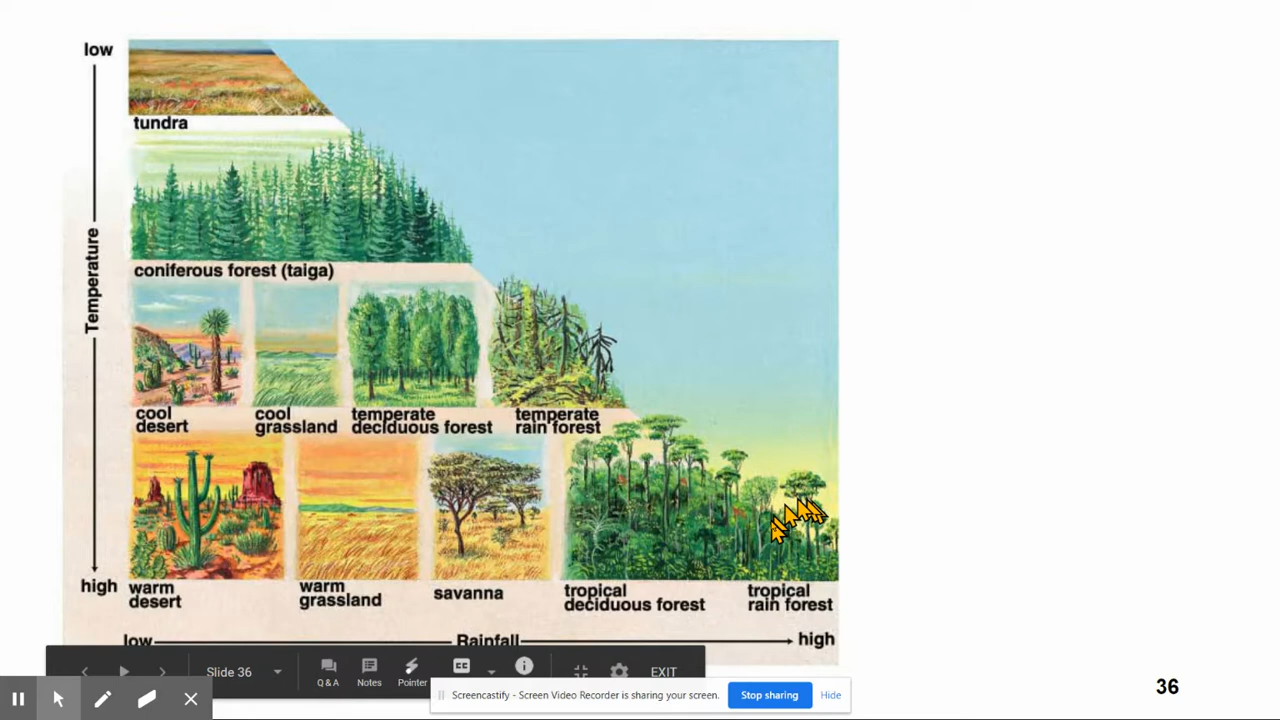 low
tundra
coniferous forest (taiga)
Temperature
cool
desert
cool
grassland
temperate
deciduous forest
temperate
rain forest
high
warm
desert
warm
grassland
savanna
tropical
deciduous forest
tropical
rain forest
low Rainfall high
Slide 36
Q & A
Notes
Pointer
CC
EXIT
Screencastify - Screen Video Recorder is sharing your screen.
Stop sharing
Hide
36